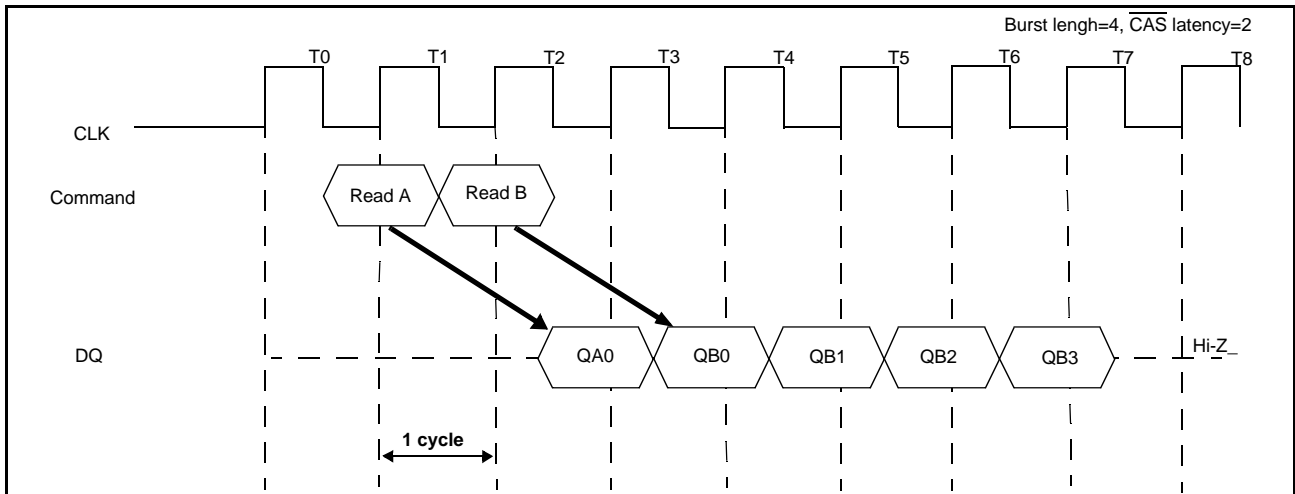 Burst lengh=4, CAS latency=2
T0 T1 T2 T3 T4 T5 T6 T7 T8
CLK
Command Read A Read B
DQ QA0 QB0 QB1 QB2 QB3 Hi-Z_
1 cycle